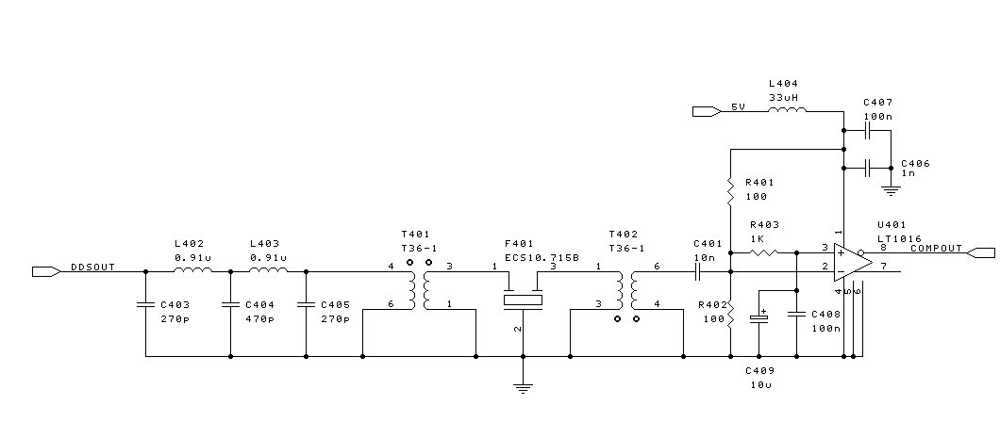 L404
33uH
5V
C407
100n
C406
1n
R401
100
R403
1K
U401
LT1016
1
3
2
8
7
4
5
6
COMPOUT
L402
0.91u
L403
0.91u
T401
T36-1
F401
ECS10.715B
T402
T36-1
C401
10n
DDSOUT
4
3
1
3
1
6
6
1
3
4
2
C403
270p
C404
470p
C405
270p
R402
100
+
C408
100n
C409
10u